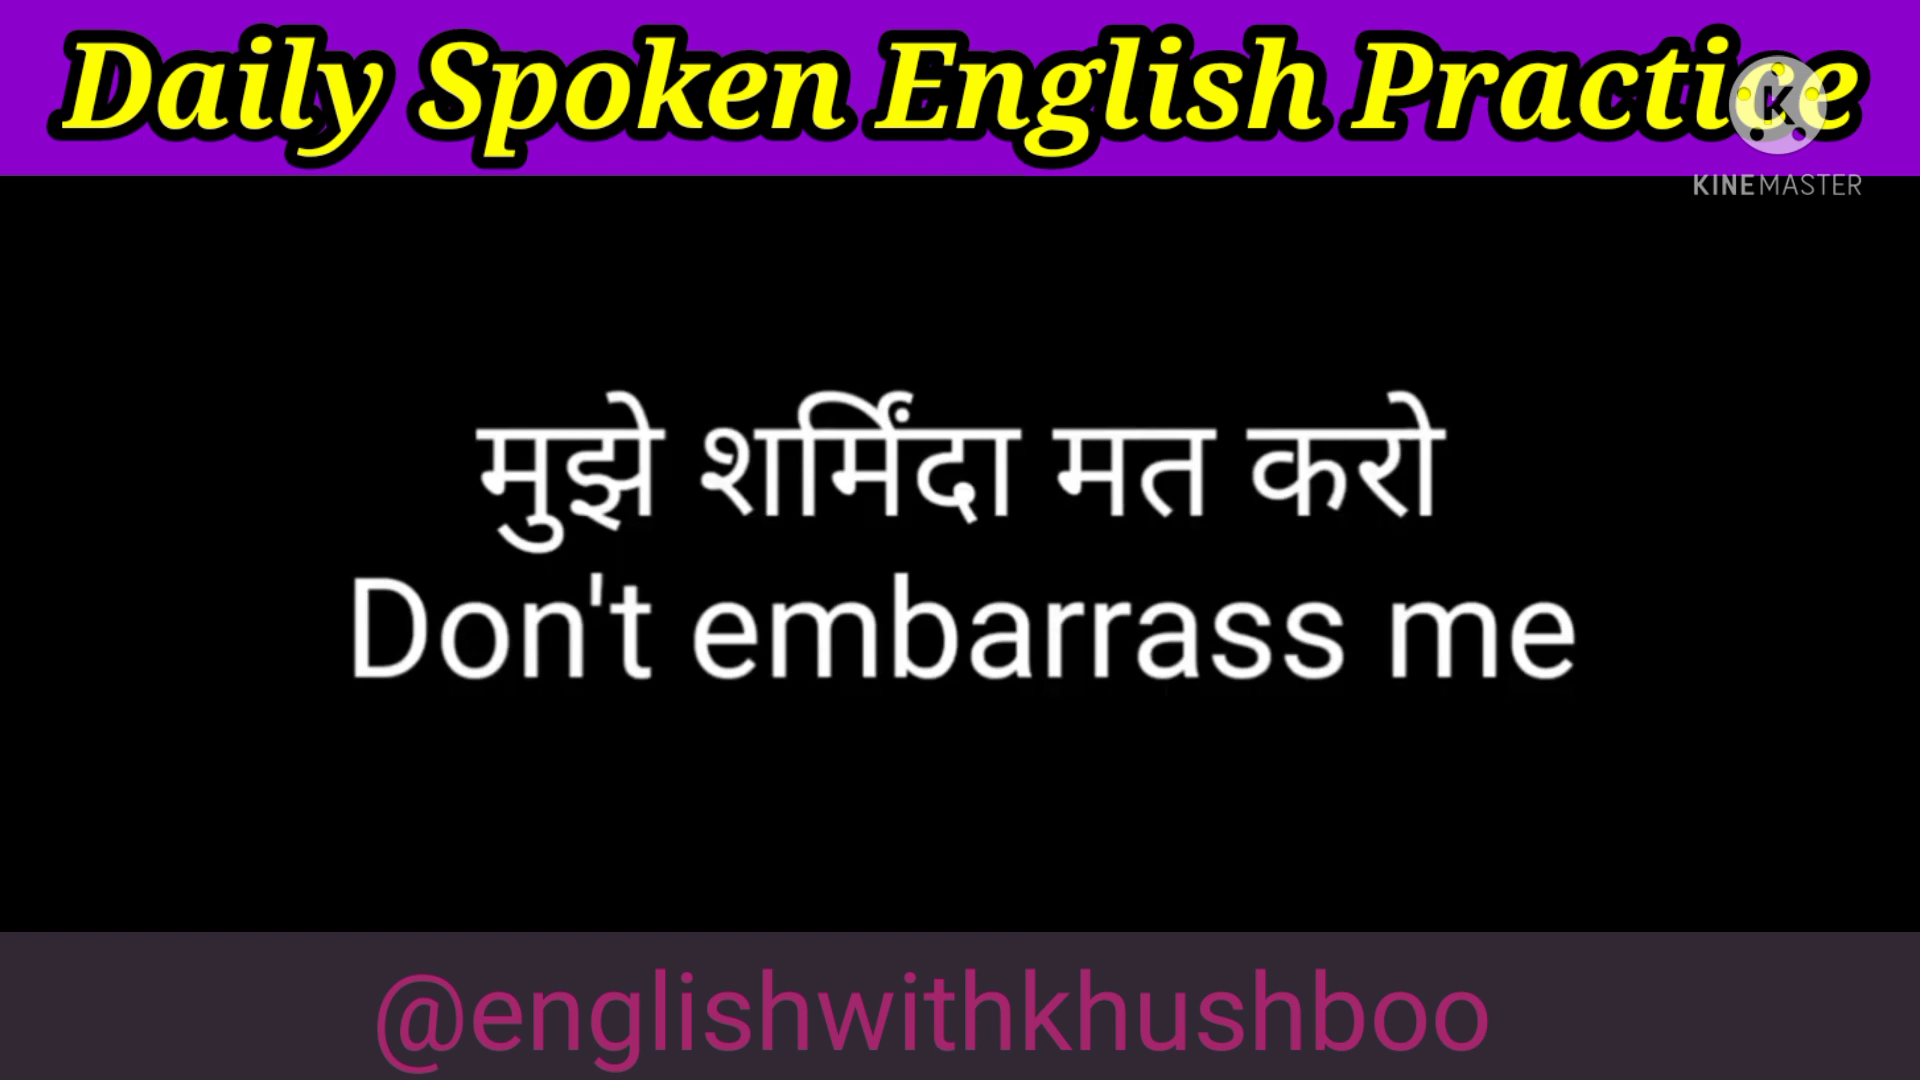 Daily Spoken English Practice
KINEMASTER
मुझे शर्मिंदा मत करो
Don't embarrass me
@englishwithkhushboo